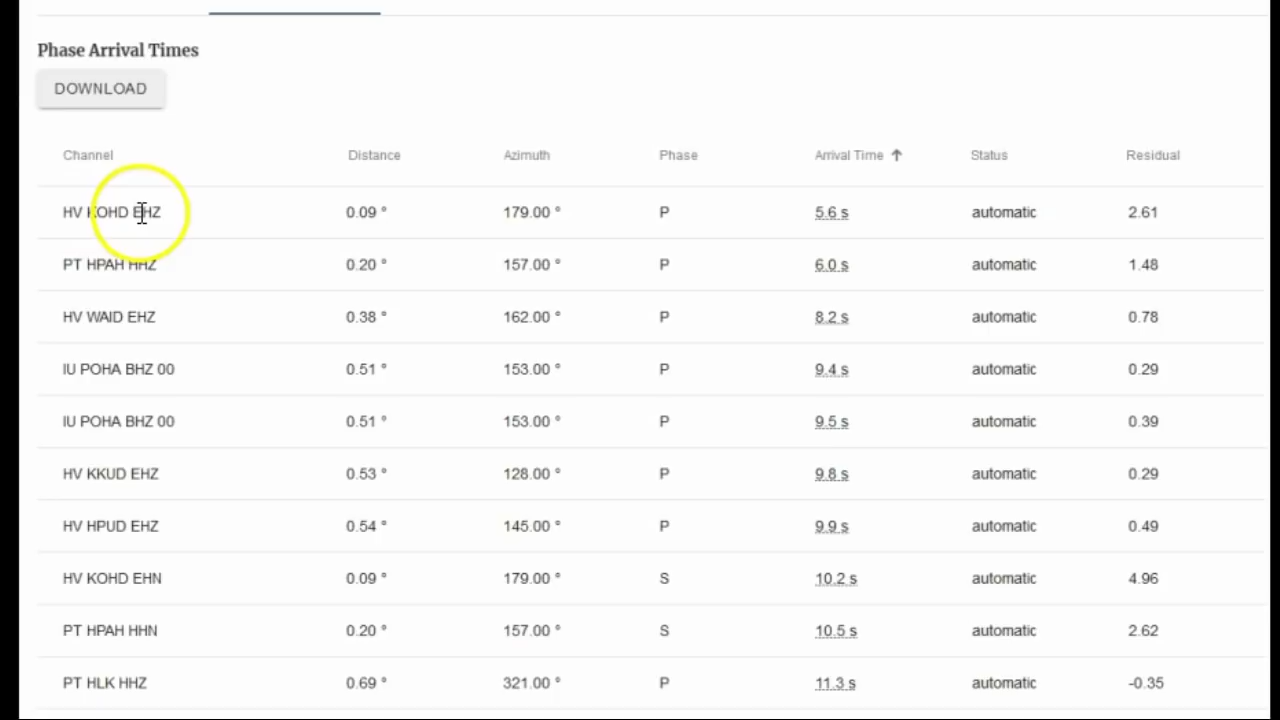 Phase Arrival Times
DOWNLOAD
Channel Distance Azimuth Phase Arrival Time ↑ Status Residual
HV KOHD EHZ 0.09 ° 179.00 ° P 5.6 s automatic 2.61
PT HPAH HHZ 0.20 ° 157.00 ° P 6.0 s automatic 1.48
HV WAID EHZ 0.38 ° 162.00 ° P 8.2 s automatic 0.78
IU POHA BHZ 00 0.51 ° 153.00 ° P 9.4 s automatic 0.29
IU POHA BHZ 00 0.51 ° 153.00 ° P 9.5 s automatic 0.39
HV KKUD EHZ 0.53 ° 128.00 ° P 9.8 s automatic 0.29
HV HPUD EHZ 0.54 ° 145.00 ° P 9.9 s automatic 0.49
HV KOHD EHN 0.09 ° 179.00 ° S 10.2 s automatic 4.96
PT HPAH HHN 0.20 ° 157.00 ° S 10.5 s automatic 2.62
PT HLK HHZ 0.69 ° 321.00 ° P 11.3 s automatic -0.35